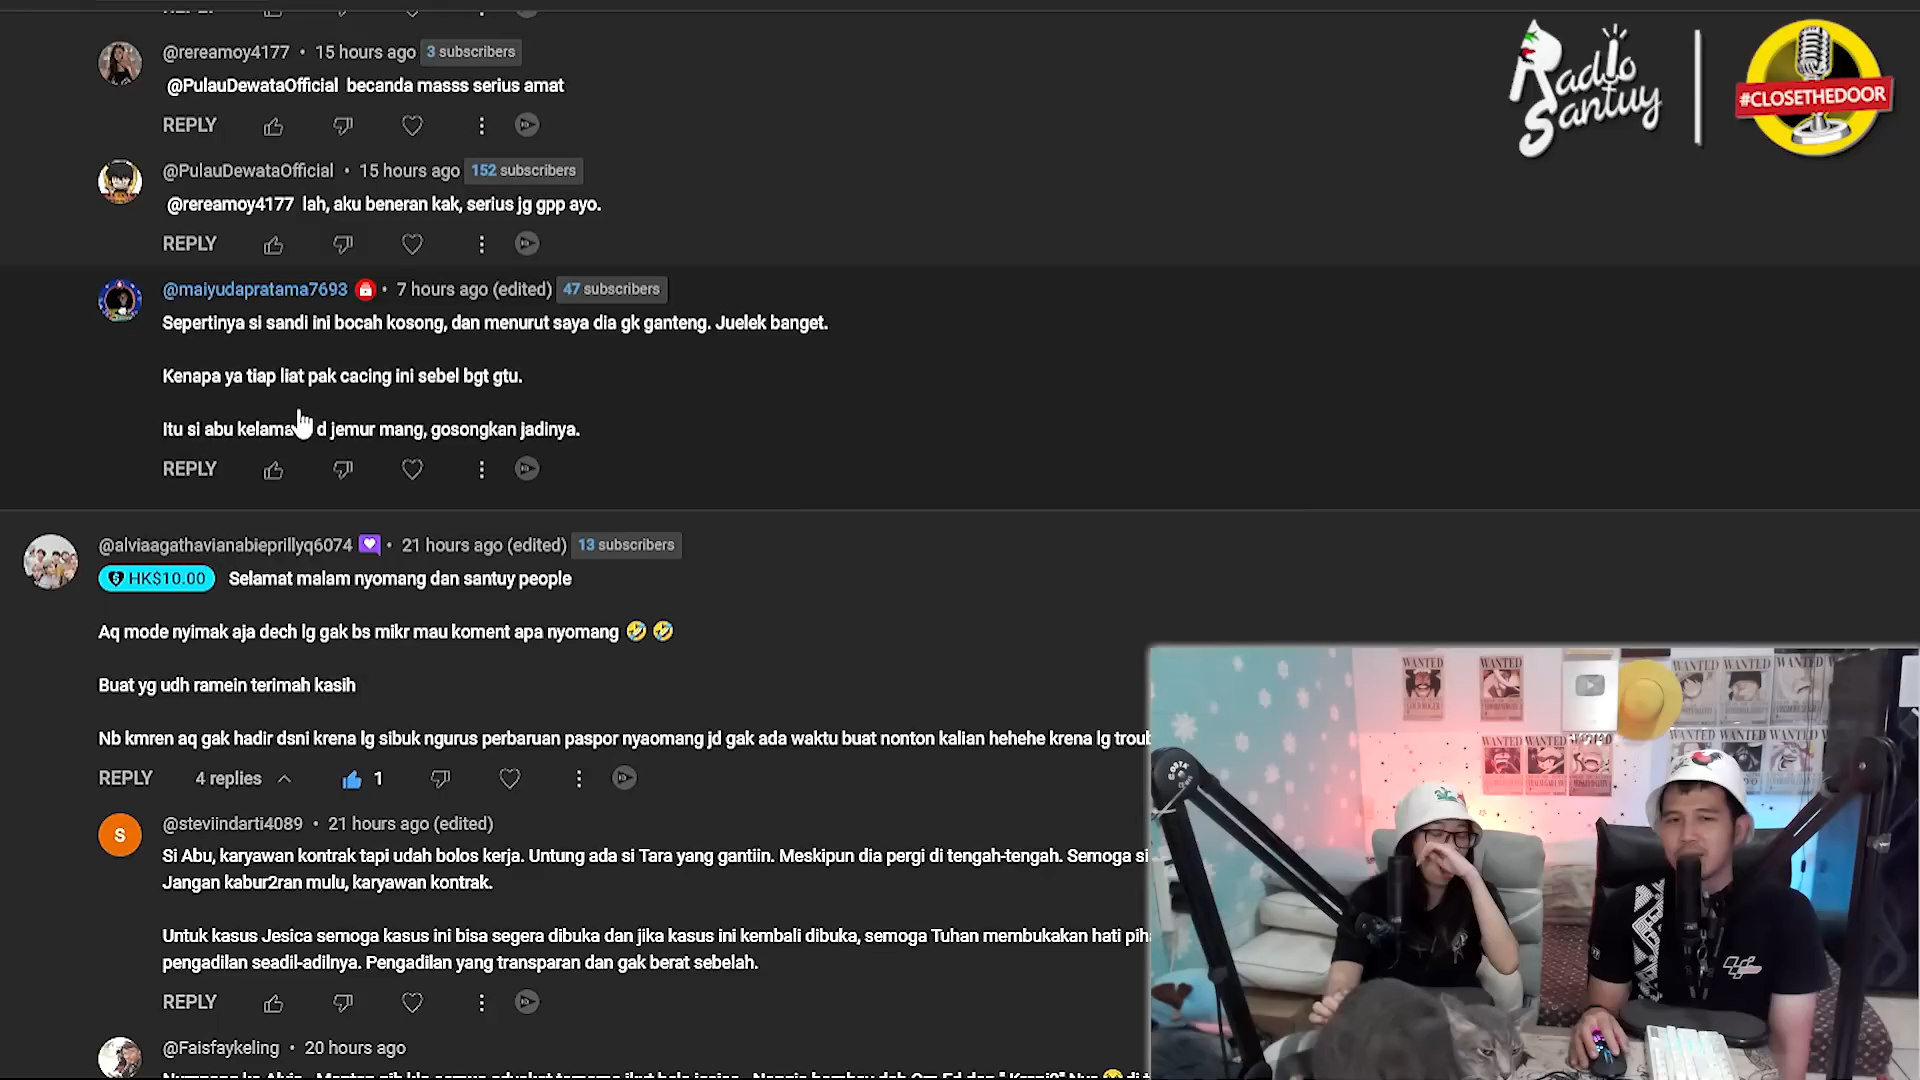 @rereamoy4177 • 15 hours ago 3 subscribers
@PulauDewataOfficial becanda masss serius amat
REPLY
@PulauDewataOfficial • 15 hours ago 152 subscribers
@rereamoy4177 lah, aku beneran kak, serius jg gpp ayo.
REPLY
@maiyudapratama7693 • 7 hours ago (edited) 47 subscribers
Sepertinya si sandi ini bocah kosong, dan menurut saya dia gk ganteng. Juelek banget.
Kenapa ya tiap liat pak cacing ini sebel bgt gtu.
Itu si abu kelama d jemur mang, gosongkan jadinya.
REPLY
@alviaagathavianabieprillyq6074 • 21 hours ago (edited) 13 subscribers
HK$10.00 Selamat malam nyomang dan santuy people
Aq mode nyimak aja dech lg gak bs mikr mau koment apa nyomang 🤣 🤣
Buat yg udh ramein terimah kasih
Nb kmren aq gak hadir dsni krena lg sibuk ngurus perbaruan paspor nyaomang jd gak ada waktu buat nonton kalian hehehe krena lg troub
REPLY 4 replies 1
S
@steviindarti4089 • 21 hours ago (edited)
Si Abu, karyawan kontrak tapi udah bolos kerja. Untung ada si Tara yang gantiin. Meskipun dia pergi di tengah-tengah. Semoga si
Jangan kabur2ran mulu, karyawan kontrak.
Untuk kasus Jesica semoga kasus ini bisa segera dibuka dan jika kasus ini kembali dibuka, semoga Tuhan membukakan hati piha
pengadilan seadil-adilnya. Pengadilan yang transparan dan gak berat sebelah.
REPLY
@Faisfaykeling • 20 hours ago
Radio Santuy
#CLOSETHEDOOR
WANTED
WANTED
WANTED
WANTED
WANTED
WANTED
WANTED
WANTED